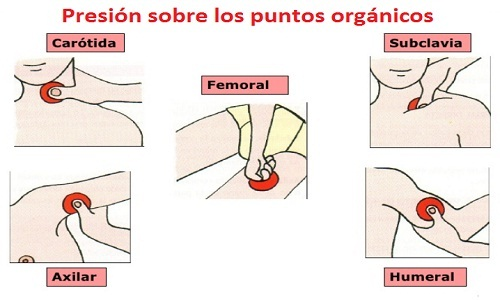 Presión sobre los puntos orgánicos
Carótida
Subclavia
Femoral
Axilar
Humeral